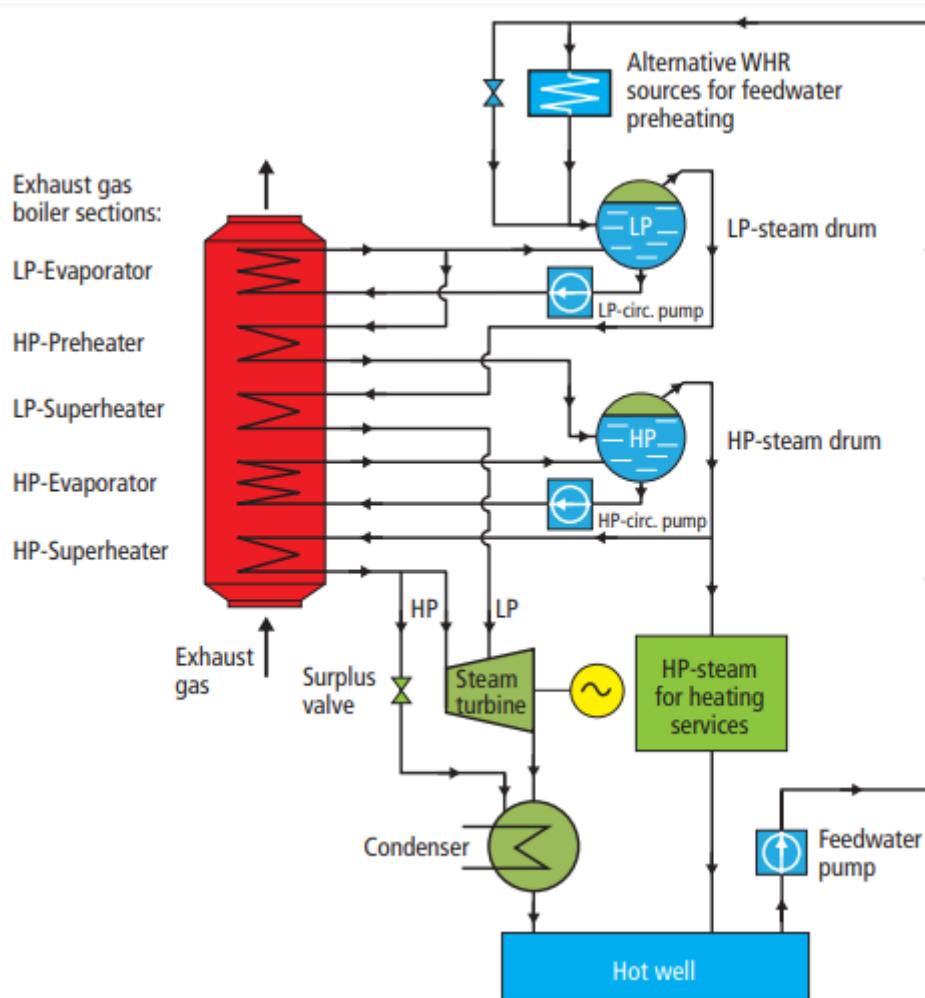 Alternative WHR
sources for feedwater
preheating
Exhaust gas
boiler sections:
LP
LP-steam drum
LP-Evaporator
LP-circ. pump
HP-Preheater
LP-Superheater
HP
HP-steam drum
HP-Evaporator
HP-circ. pump
HP-Superheater
HP
LP
Exhaust
gas
Surplus
valve
Steam
turbine
HP-steam
for heating
services
Condenser
Feedwater
pump
Hot well